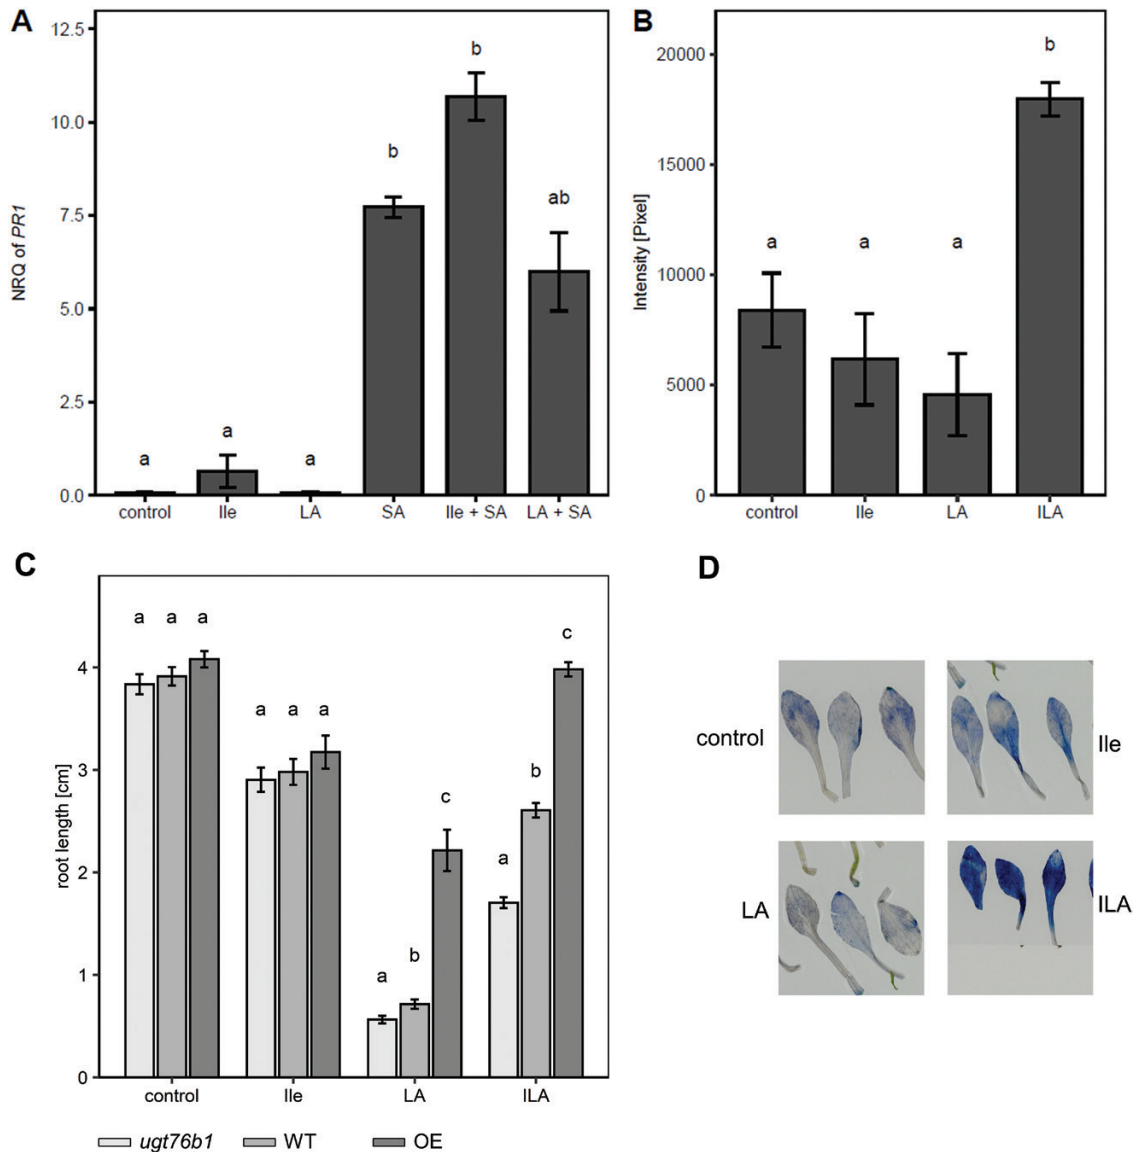 A
NRQ of PR1
12.5
10.0
7.5
5.0
2.5
0.0
a
a
a
b
b
ab
control
Ile
LA
SA
Ile + SA
LA + SA
B
Intensity [Pixel]
20000
15000
10000
5000
0
a
a
a
b
control
Ile
LA
ILA
C
root length [cm]
4
3
2
1
0
a a a
a a a
a b c
a b c
control
Ile
LA
ILA
ugt76b1
WT
OE
D
control
Ile
LA
ILA